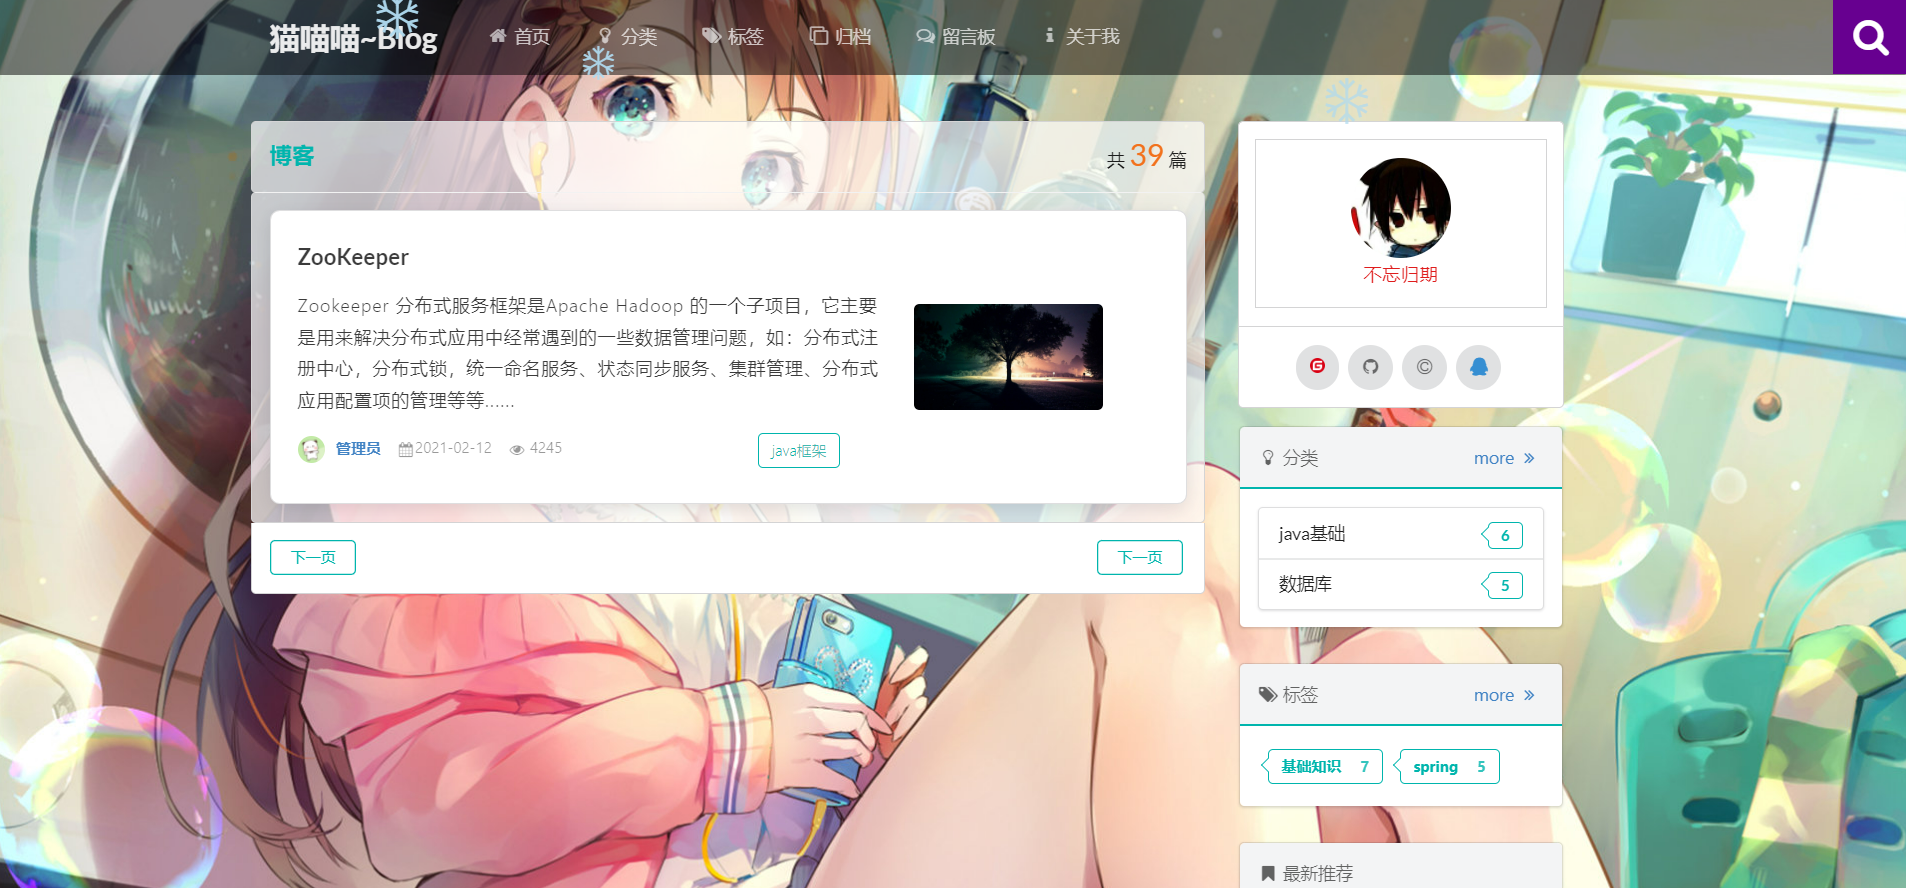 猫喵喵~Blog
首页
分类
标签
归档
留言板
关于我
博客
共 39 篇
ZooKeeper
Zookeeper 分布式服务框架是Apache Hadoop 的一个子项目，它主要
是用来解决分布式应用中经常遇到的一些数据管理问题，如：分布式注
册中心，分布式锁，统一命名服务、状态同步服务、集群管理、分布式
应用配置项的管理等等......
管理员 2021-02-12 4245
java框架
下一页
下一页
不忘归期
分类 more
java基础 6
数据库 5
标签 more
基础知识 7 spring 5
最新推荐